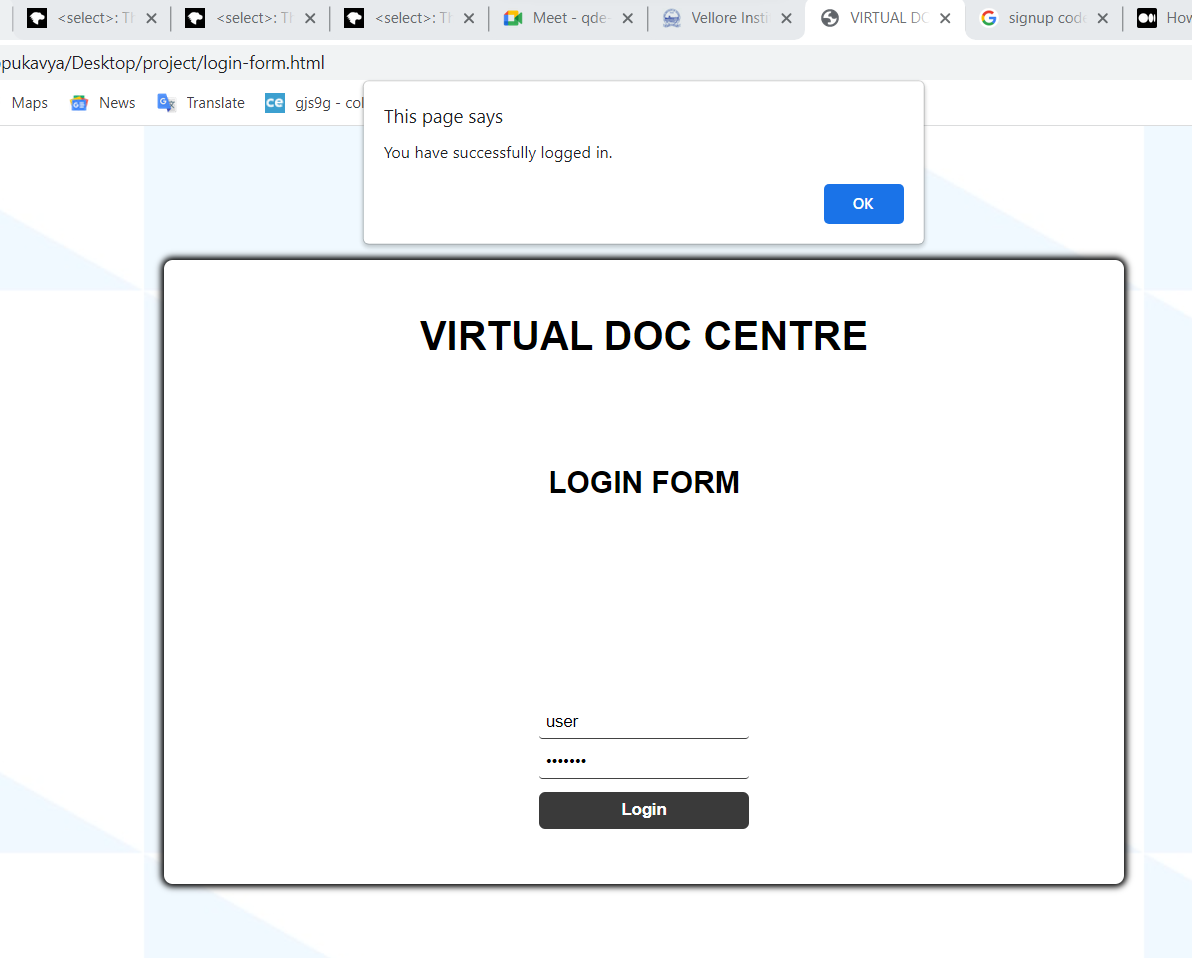 <select>: Th
<select>: Th
<select>: Th
Meet - qde-
Vellore Insti
VIRTUAL DO
signup code
How
pukavya/Desktop/project/login-form.html
Maps
News
Translate
ce
gjs9g - col
This page says
You have successfully logged in.
OK
VIRTUAL DOC CENTRE
LOGIN FORM
user
•••••••
Login